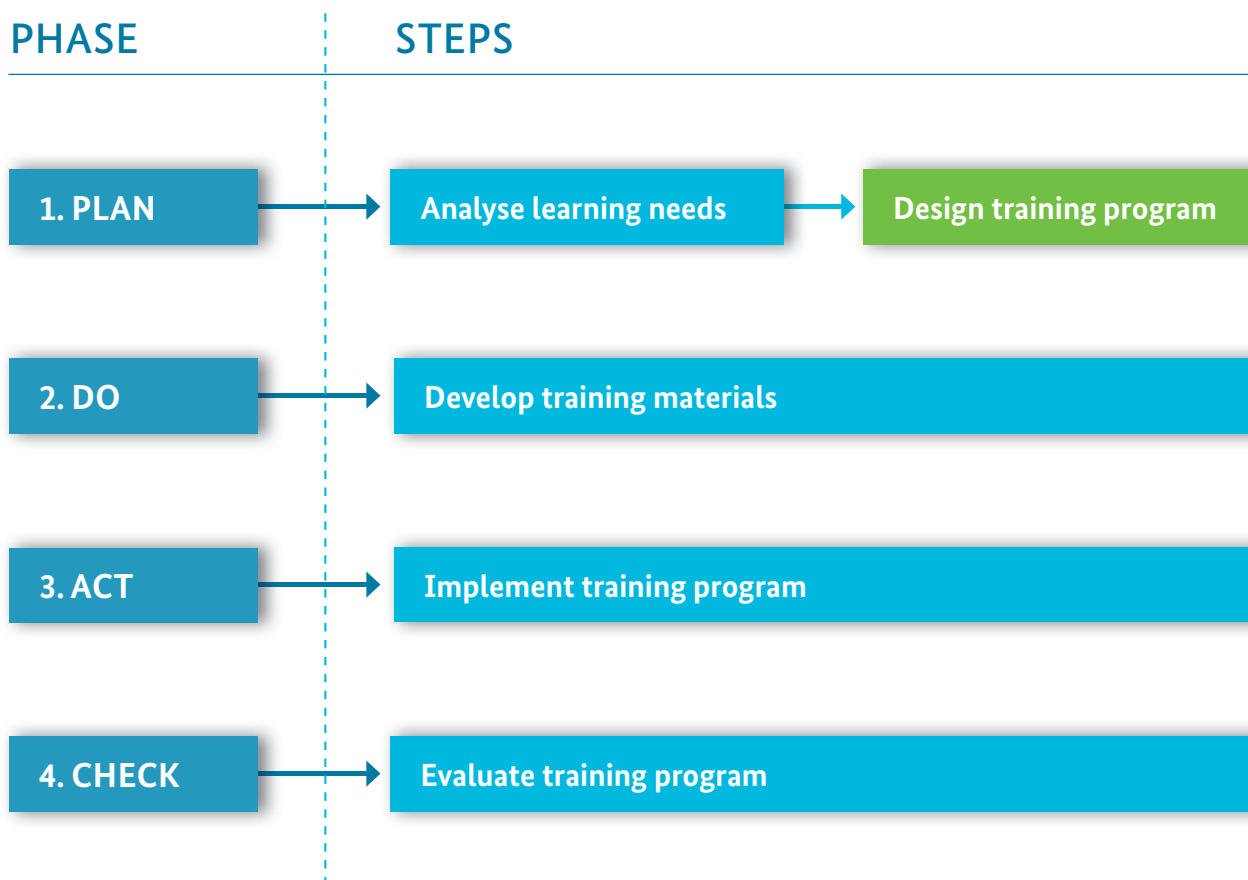 PHASE
STEPS
1. PLAN
Analyse learning needs
Design training program
2. DO
Develop training materials
3. ACT
Implement training program
4. CHECK
Evaluate training program